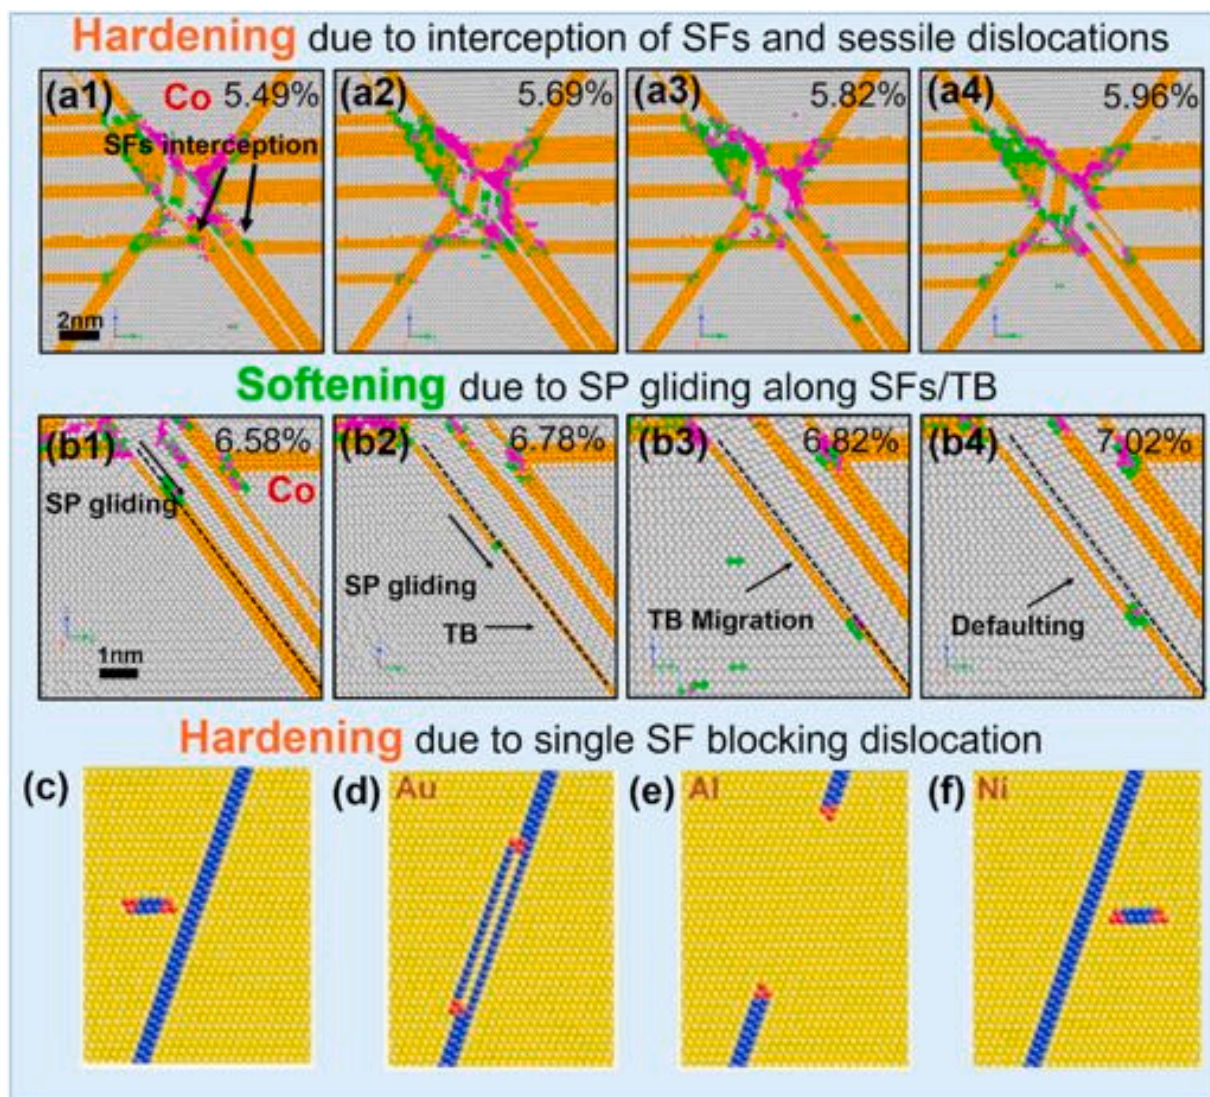 Hardening due to interception of SFs and sessile dislocations
(a1) Co 5.49%
SFs interception
2nm
(a2) 5.69%
(a3) 5.82%
(a4) 5.96%
Softening due to SP gliding along SFs/TB
(b1) 6.58%
SP gliding
Co
1nm
(b2) 6.78%
SP gliding
TB
(b3) 6.82%
TB Migration
(b4) 7.02%
Defaulting
Hardening due to single SF blocking dislocation
(c)
(d) Au
(e) Al
(f) Ni